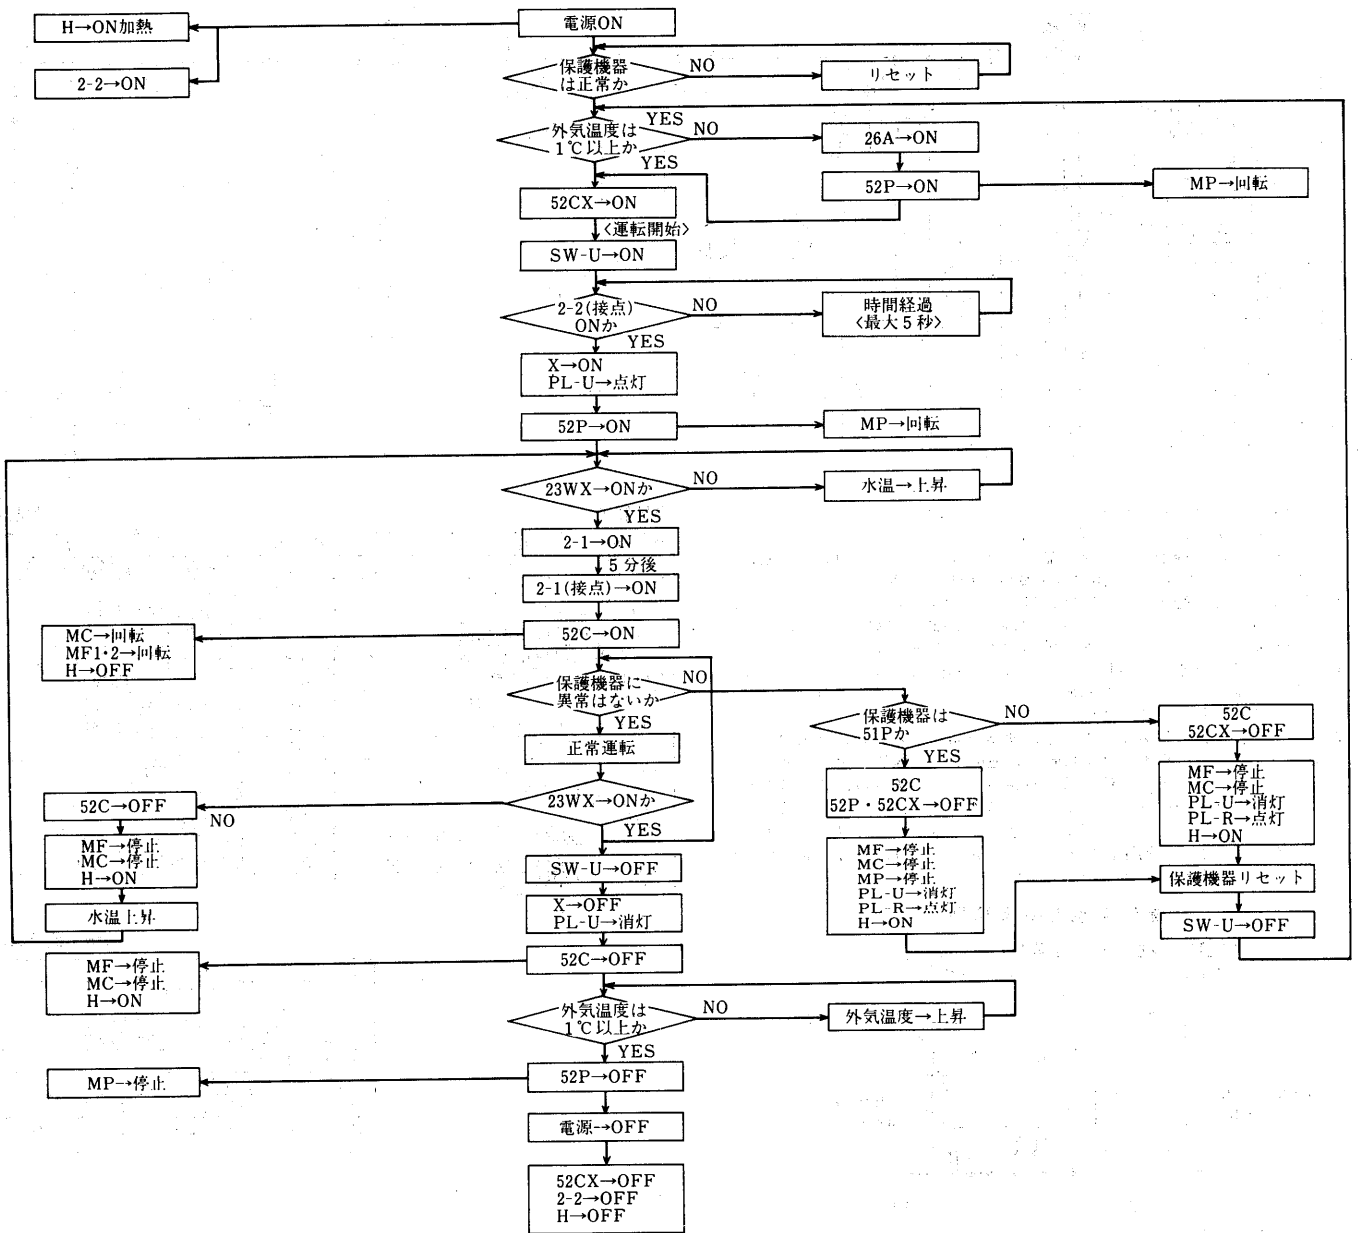 電源ON
H→ON加熱
2-2→ON
保護機器
は正常か
NO
リセット
YES
外気温度は
1℃以上か
NO
26A→ON
YES
52P→ON
MP→回転
52CX→ON
〈運転開始〉
SW-U→ON
2-2(接点)
ONか
NO
時間経過
〈最大5秒〉
YES
X→ON
PL-U→点灯
52P→ON
MP→回転
23WX→ONか
NO
水温→上昇
YES
2-1→ON
5分後
2-1(接点)→ON
52C→ON
MC→回転
MF1・2→回転
H→OFF
保護機器に
異常はないか
NO
YES
保護機器は
51Pか
NO
52C
52CX→OFF
正常運転
YES
52C
52P・52CX→OFF
MF→停止
MC→停止
PL-U→消灯
PL-R→点灯
H→ON
23WX→ONか
NO
52C→OFF
YES
MF→停止
MC→停止
H→ON
水温上昇
MF→停止
MC→停止
MP→停止
PL-U→消灯
PL-R→点灯
H→ON
保護機器リセット
SW-U→OFF
SW-U→OFF
X→OFF
PL-U→消灯
52C→OFF
MF→停止
MC→停止
H→ON
外気温度は
1℃以上か
NO
外気温度→上昇
YES
52P→OFF
MP→停止
電源→OFF
52CX→OFF
2-2→OFF
H→OFF